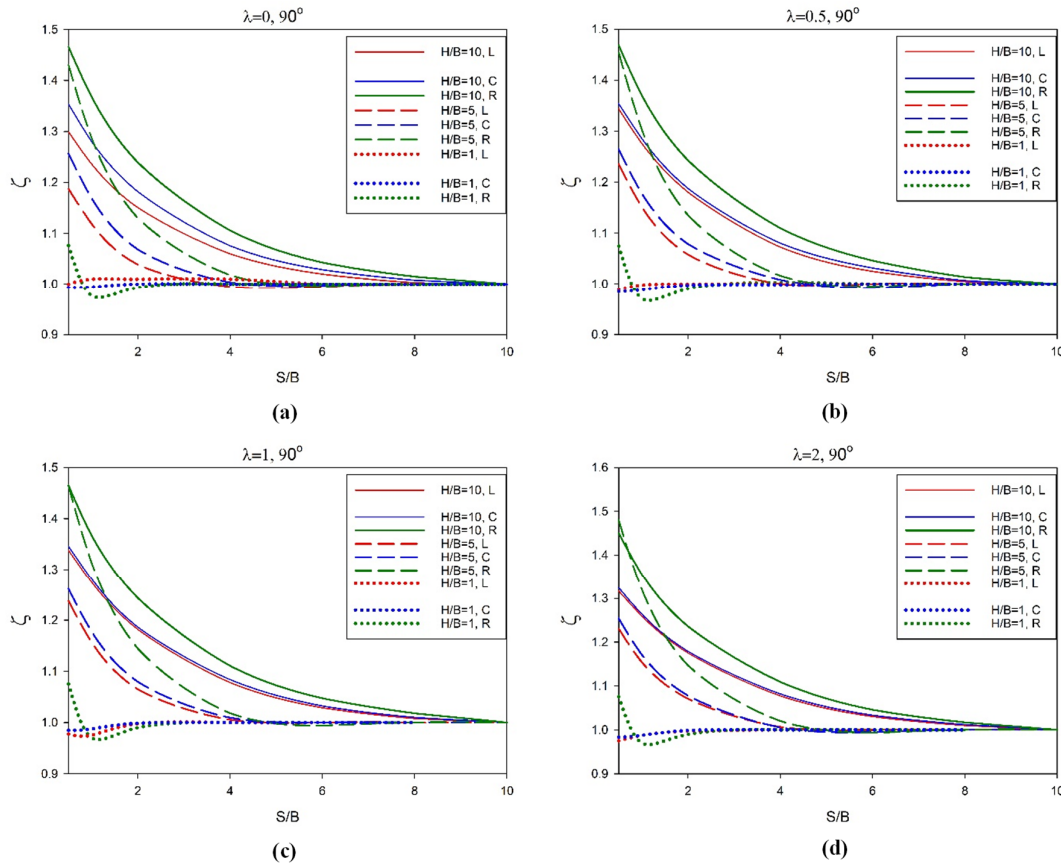 λ=0, 90°
1.5
1.4
1.3
1.2
1.1
1.0
0.9
ζ
2
4
6
8
10
S/B
H/B=10, L
H/B=10, C
H/B=10, R
H/B=5, L
H/B=5, C
H/B=5, R
H/B=1, L
H/B=1, C
H/B=1, R
(a)
λ=0.5, 90°
1.5
1.4
1.3
1.2
1.1
1.0
0.9
ζ
2
4
6
8
10
S/B
H/B=10, L
H/B=10, C
H/B=10, R
H/B=5, L
H/B=5, C
H/B=5, R
H/B=1, L
H/B=1, C
H/B=1, R
(b)
λ=1, 90°
1.5
1.4
1.3
1.2
1.1
1.0
0.9
ζ
2
4
6
8
10
S/B
H/B=10, L
H/B=10, C
H/B=10, R
H/B=5, L
H/B=5, C
H/B=5, R
H/B=1, L
H/B=1, C
H/B=1, R
(c)
λ=2, 90°
1.6
1.5
1.4
1.3
1.2
1.1
1.0
0.9
ζ
2
4
6
8
10
S/B
H/B=10, L
H/B=10, C
H/B=10, R
H/B=5, L
H/B=5, C
H/B=5, R
H/B=1, L
H/B=1, C
H/B=1, R
(d)